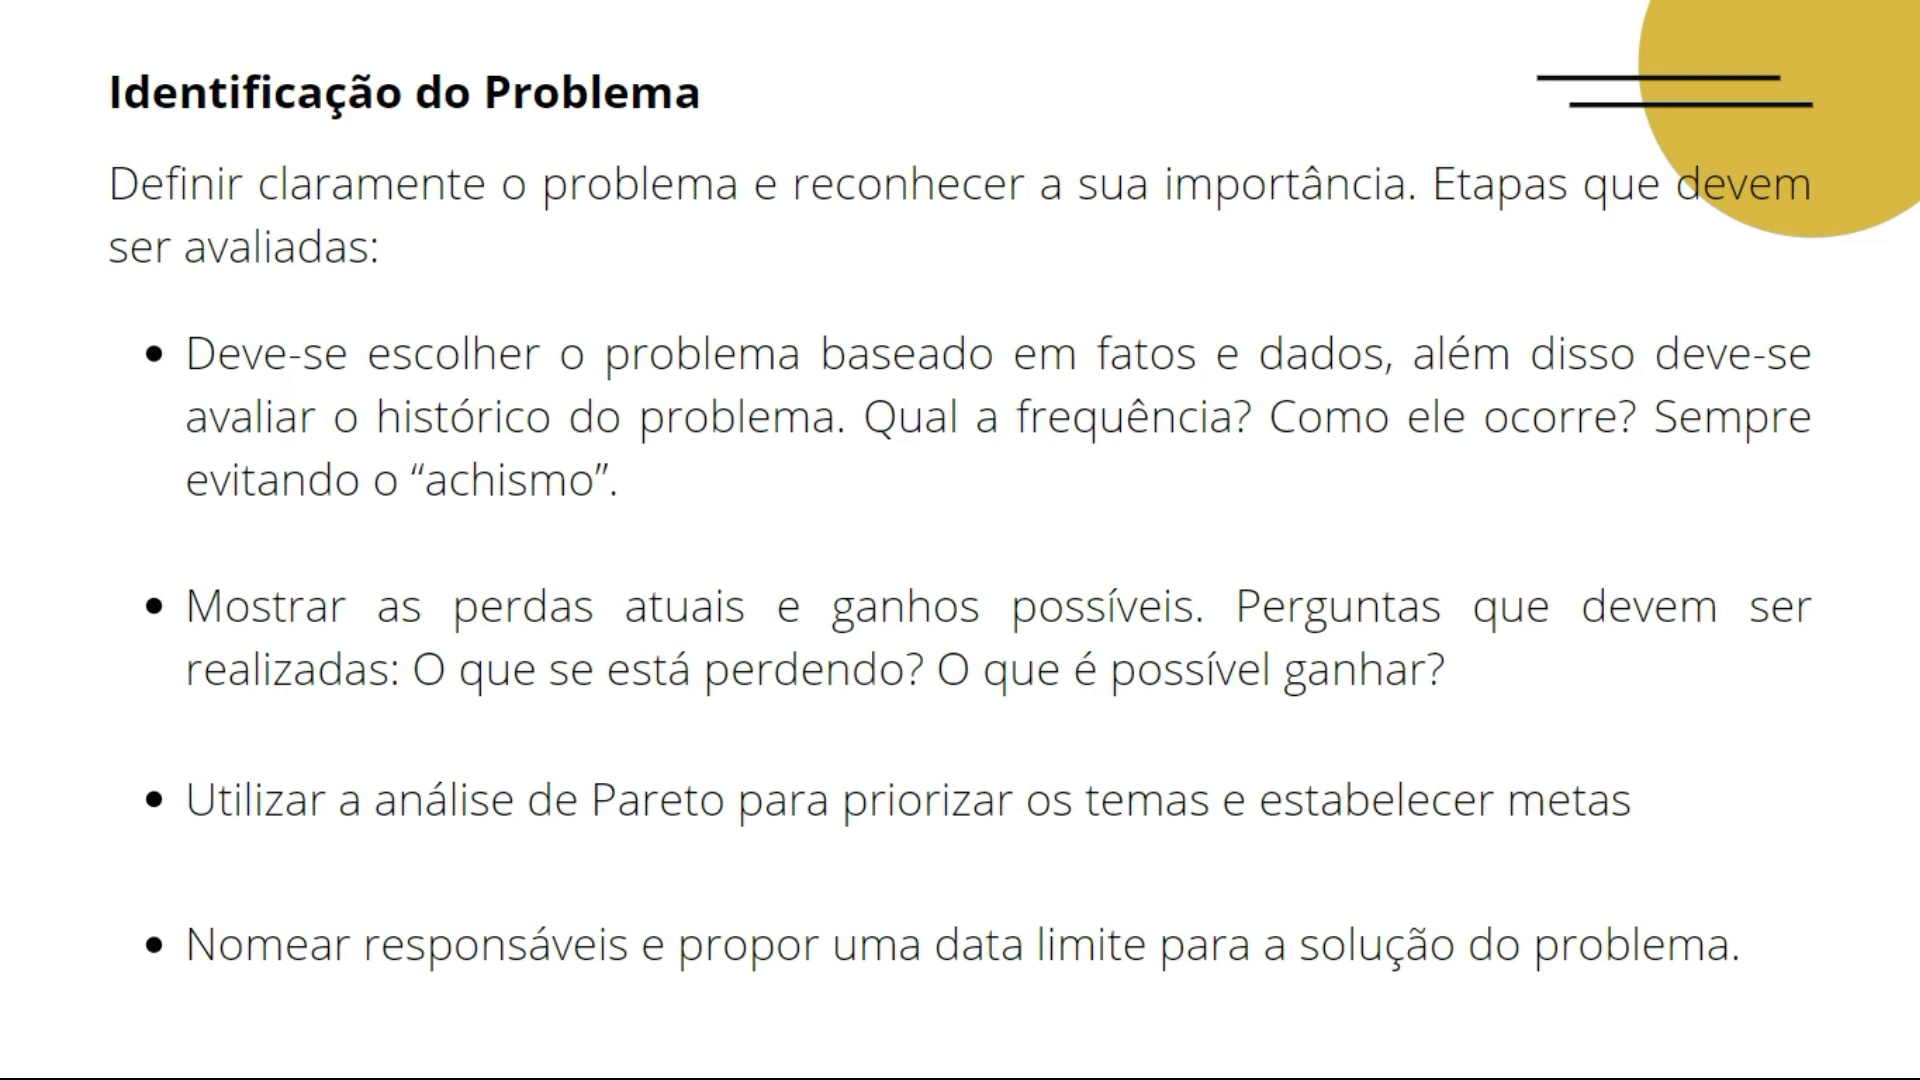 Identificação do Problema
Definir claramente o problema e reconhecer a sua importância. Etapas que devem
ser avaliadas:
• Deve-se escolher o problema baseado em fatos e dados, além disso deve-se
avaliar o histórico do problema. Qual a frequência? Como ele ocorre? Sempre
evitando o “achismo”.
• Mostrar as perdas atuais e ganhos possíveis. Perguntas que devem ser
realizadas: O que se está perdendo? O que é possível ganhar?
• Utilizar a análise de Pareto para priorizar os temas e estabelecer metas
• Nomear responsáveis e propor uma data limite para a solução do problema.